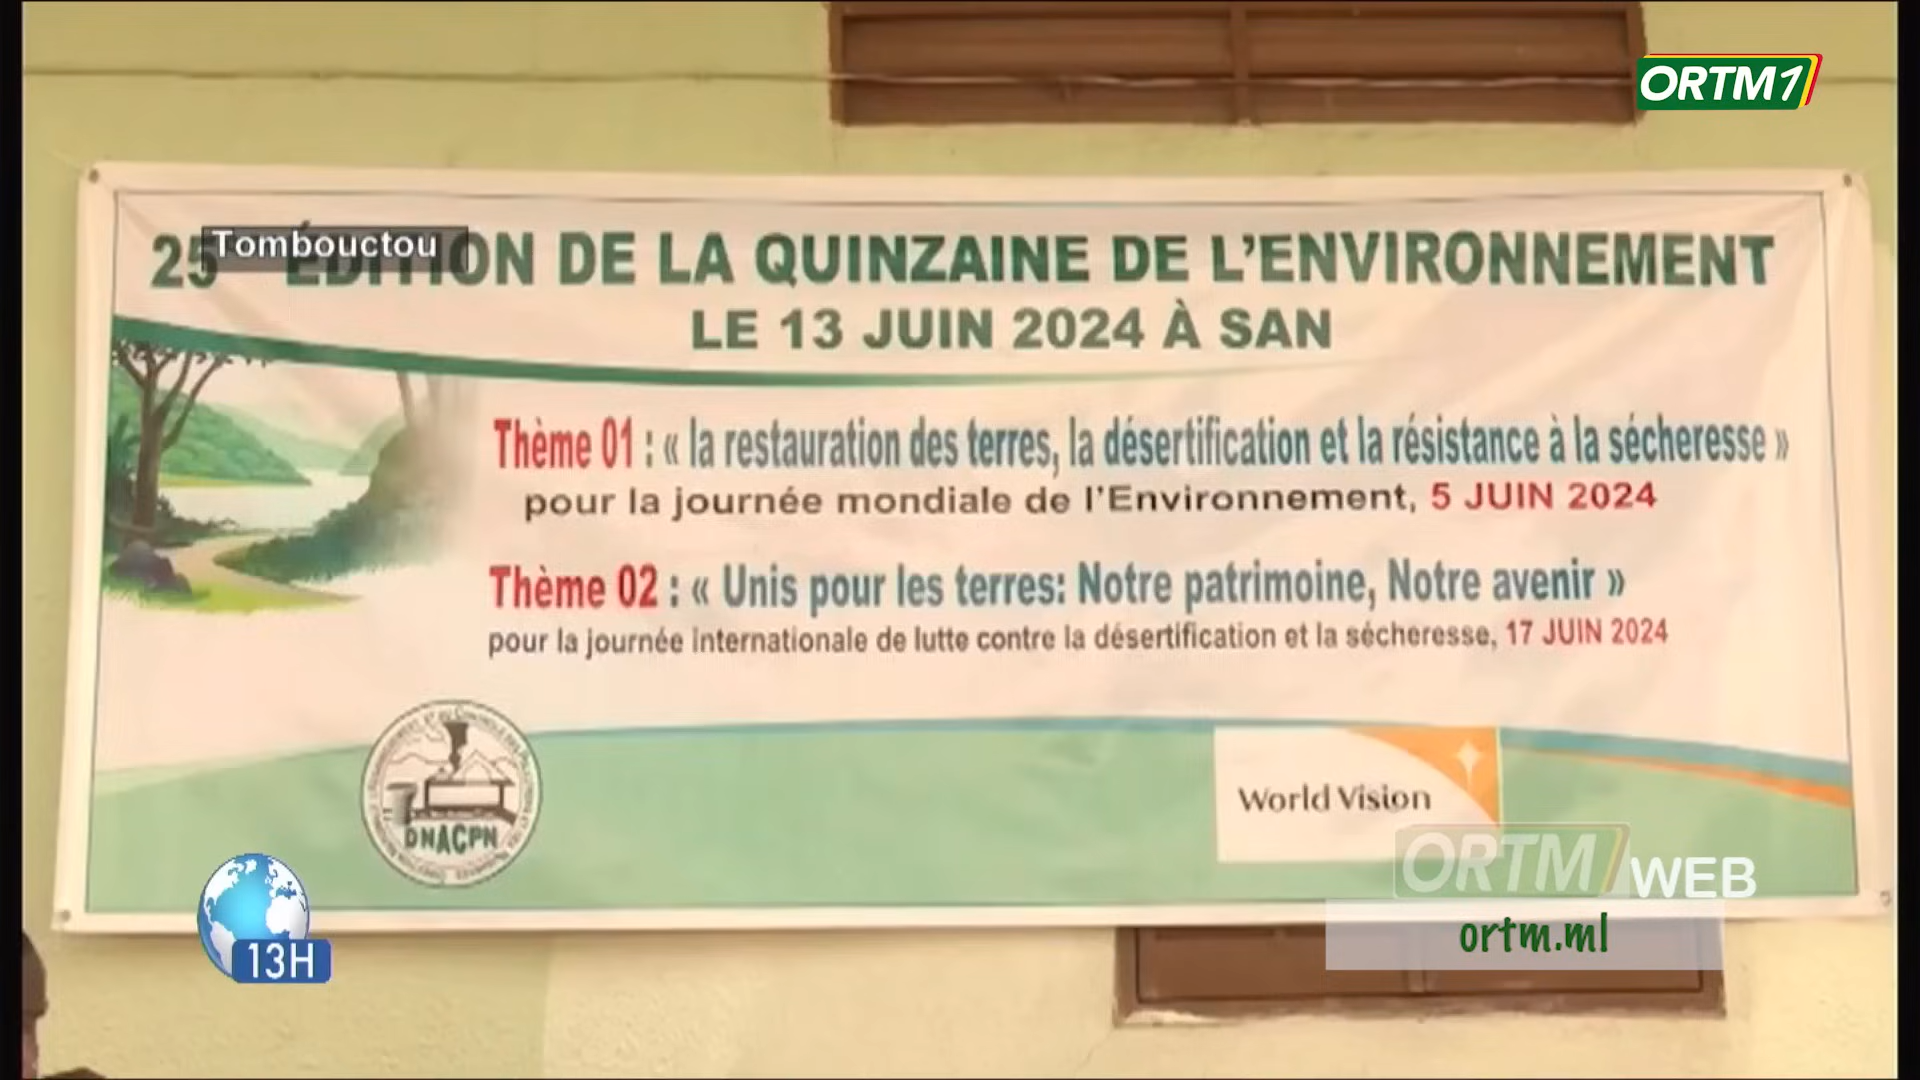 ORTM1
Tombouctou
25 ÉDITION DE LA QUINZAINE DE L'ENVIRONNEMENT
LE 13 JUIN 2024 À SAN
Thème 01 : « la restauration des terres, la désertification et la résistance à la sécheresse »
pour la journée mondiale de l'Environnement, 5 JUIN 2024
Thème 02 : « Unis pour les terres: Notre patrimoine, Notre avenir »
pour la journée internationale de lutte contre la désertification et la sécheresse, 17 JUIN 2024
DNACPN
World Vision
ORTM1 WEB
ortm.ml
13H